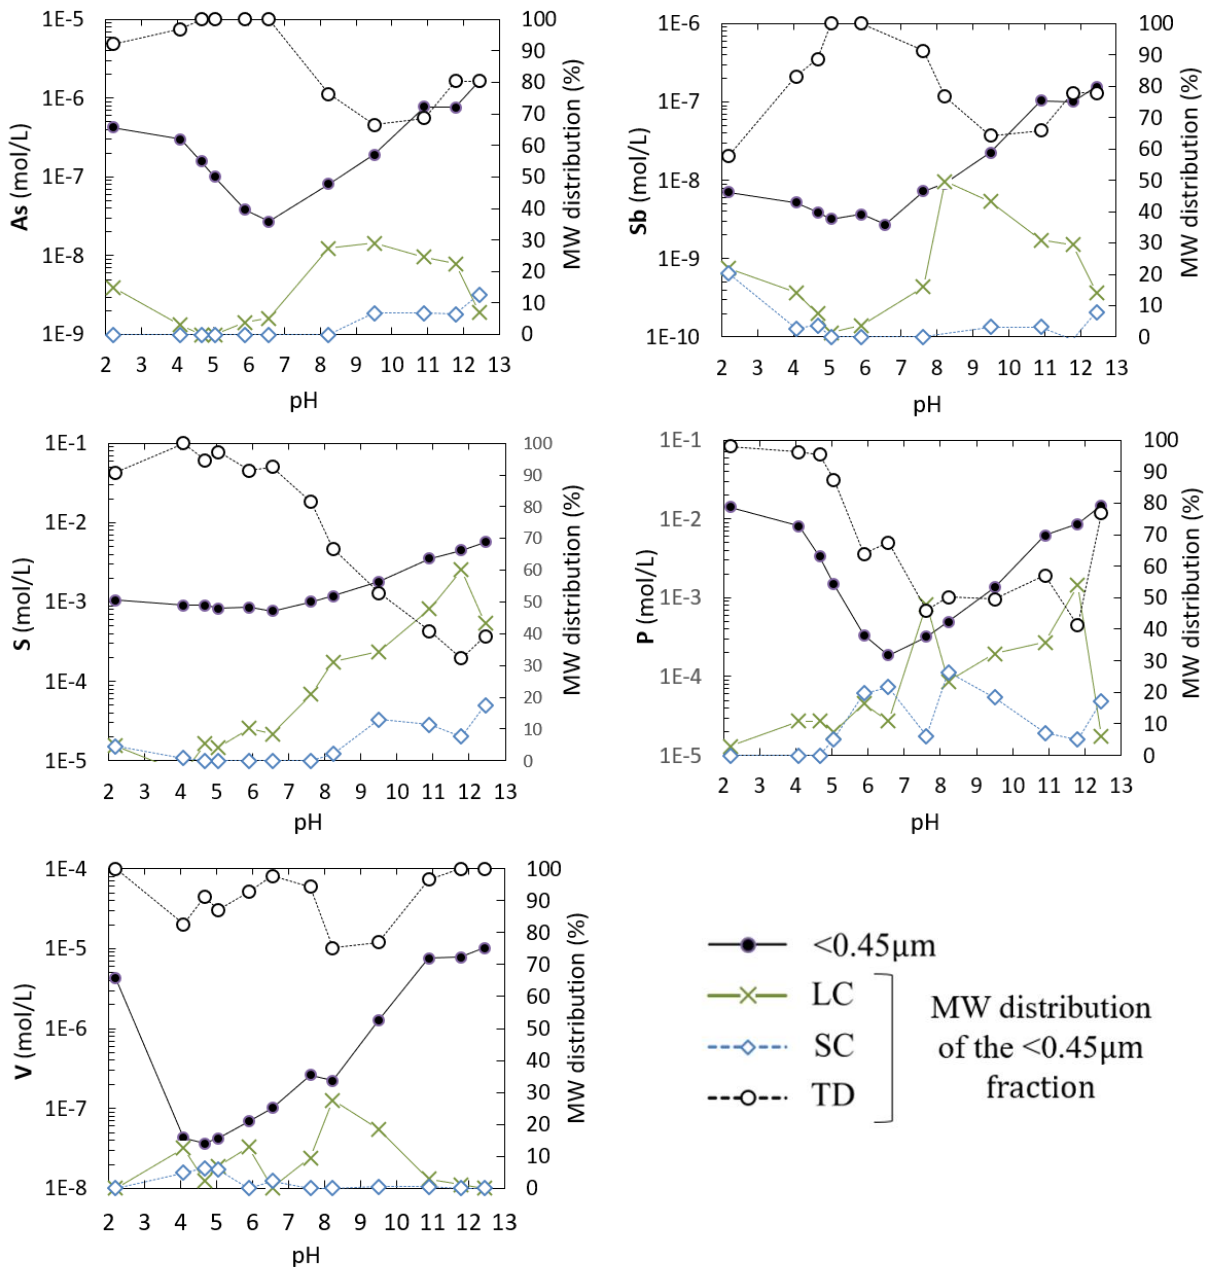 1E-5
1E-6
1E-7
1E-8
1E-9
As (mol/L)
100
90
80
70
60
50
40
30
20
10
0
MW distribution (%)
2 3 4 5 6 7 8 9 10 11 12 13
pH
1E-6
1E-7
1E-8
1E-9
1E-10
Sb (mol/L)
100
90
80
70
60
50
40
30
20
10
0
MW distribution (%)
2 3 4 5 6 7 8 9 10 11 12 13
pH
1E-1
1E-2
1E-3
1E-4
1E-5
S (mol/L)
100
90
80
70
60
50
40
30
20
10
0
MW distribution (%)
2 3 4 5 6 7 8 9 10 11 12 13
pH
1E-1
1E-2
1E-3
1E-4
1E-5
P (mol/L)
100
90
80
70
60
50
40
30
20
10
0
MW distribution (%)
2 3 4 5 6 7 8 9 10 11 12 13
pH
1E-4
1E-5
1E-6
1E-7
1E-8
V (mol/L)
100
90
80
70
60
50
40
30
20
10
0
MW distribution (%)
2 3 4 5 6 7 8 9 10 11 12 13
pH
<0.45µm
LC
SC
TD
MW distribution
of the <0.45µm
fraction